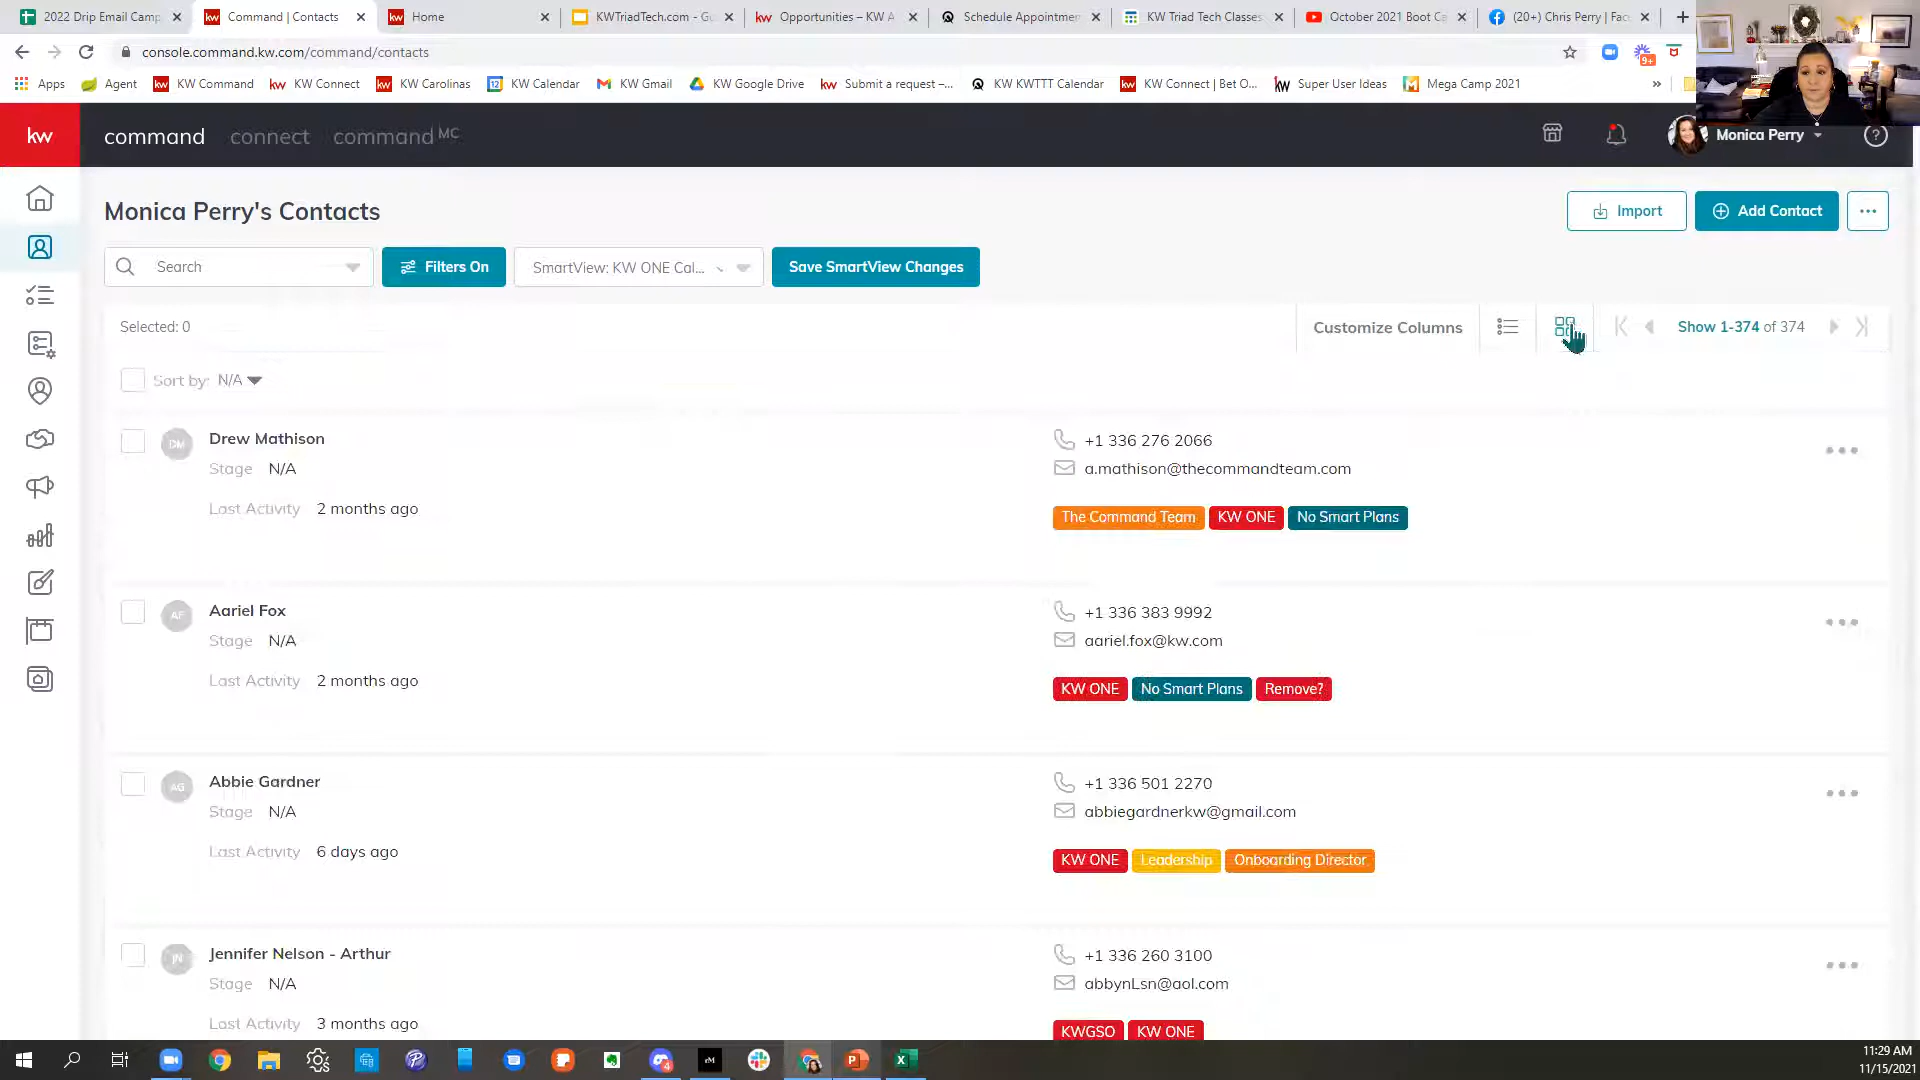 2022 Drip Email Camp
Command | Contacts
Home
KWTriadTech.com - Gu
Opportunities – KW A
Schedule Appointmen
KW Triad Tech Classes
October 2021 Boot Ca
(20+) Chris Perry | Fac
console.command.kw.com/command/contacts
9+
Apps
Agent
KW Command
KW Connect
KW Carolinas
KW Calendar
KW Gmail
KW Google Drive
Submit a request –...
KW KWTTT Calendar
KW Connect | Bet O...
Super User Ideas
Mega Camp 2021
kw
command
connect
command MC
Monica Perry
Monica Perry's Contacts
Import
Add Contact
Search
Filters On
SmartView: KW ONE Cal...
Save SmartView Changes
Selected: 0
Customize Columns
Show 1-374 of 374
Sort by: N/A
DM
Drew Mathison
Stage N/A
Last Activity 2 months ago
+1 336 276 2066
a.mathison@thecommandteam.com
The Command Team KW ONE No Smart Plans
AF
Aariel Fox
Stage N/A
Last Activity 2 months ago
+1 336 383 9992
aariel.fox@kw.com
KW ONE No Smart Plans Remove?
AG
Abbie Gardner
Stage N/A
Last Activity 6 days ago
+1 336 501 2270
abbiegardnerkw@gmail.com
KW ONE Leadership Onboarding Director
JN
Jennifer Nelson - Arthur
Stage N/A
Last Activity 3 months ago
+1 336 260 3100
abbynLsn@aol.com
KWGSO KW ONE
11:29 AM
11/15/2021